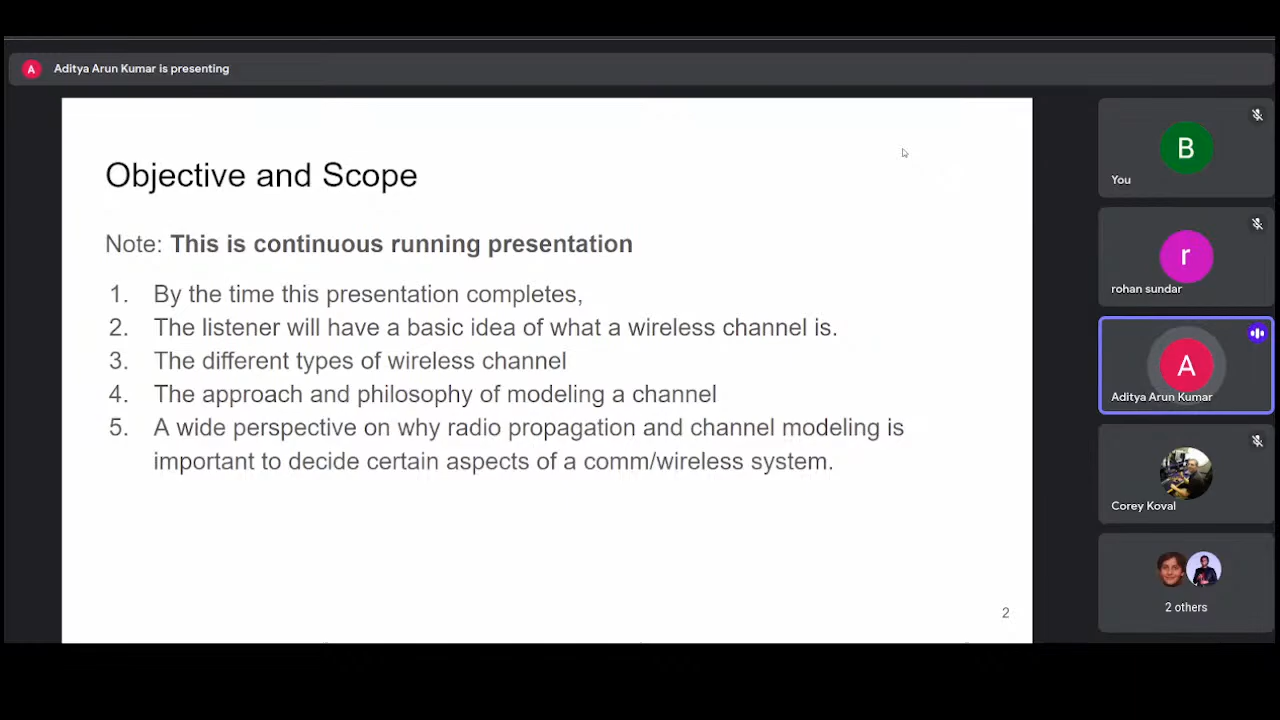 A Aditya Arun Kumar is presenting
Objective and Scope
Note: This is continuous running presentation
1. By the time this presentation completes,
2. The listener will have a basic idea of what a wireless channel is.
3. The different types of wireless channel
4. The approach and philosophy of modeling a channel
5. A wide perspective on why radio propagation and channel modeling is
important to decide certain aspects of a comm/wireless system.
2
B
You
r
rohan sundar
A
Aditya Arun Kumar
Corey Koval
2 others